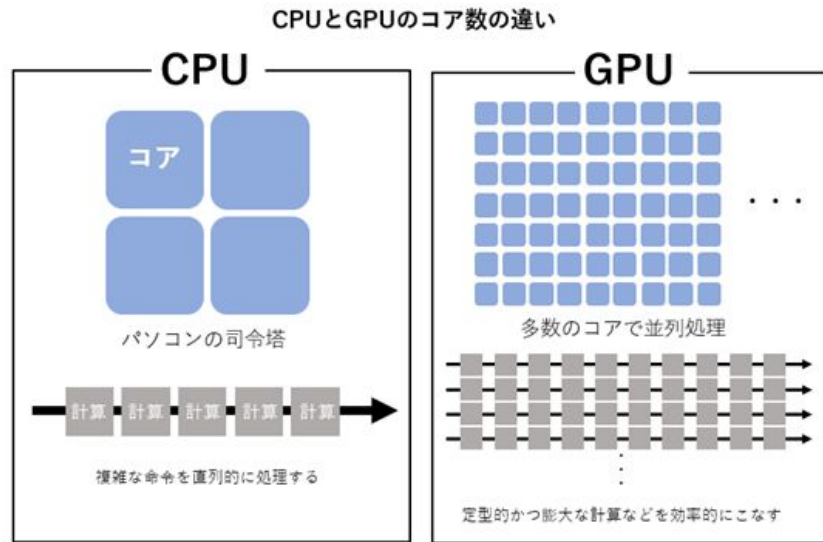 CPUとGPUのコア数の違い
CPU
コア
パソコンの司令塔
計算 計算 計算 計算 計算
複雑な命令を直列的に処理する
GPU
・・・
多数のコアで並列処理
・・・
定型的かつ膨大な計算などを効率的にこなす